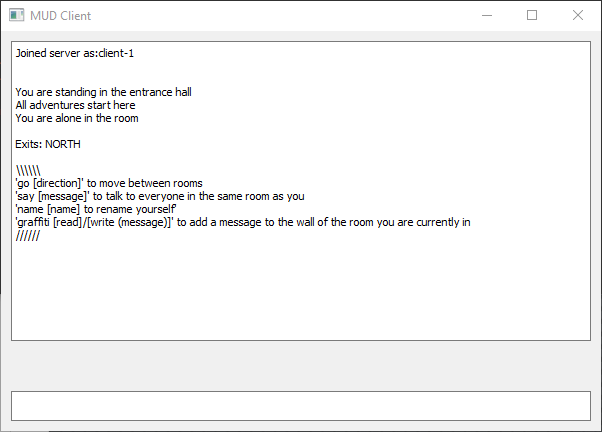 MUD Client
Joined server as:client-1
You are standing in the entrance hall
All adventures start here
You are alone in the room
Exits: NORTH
\\\\\\
'go [direction]' to move between rooms
'say [message]' to talk to everyone in the same room as you
'name [name] to rename yourself'
'graffiti [read]/[write (message)]' to add a message to the wall of the room you are currently in
//////